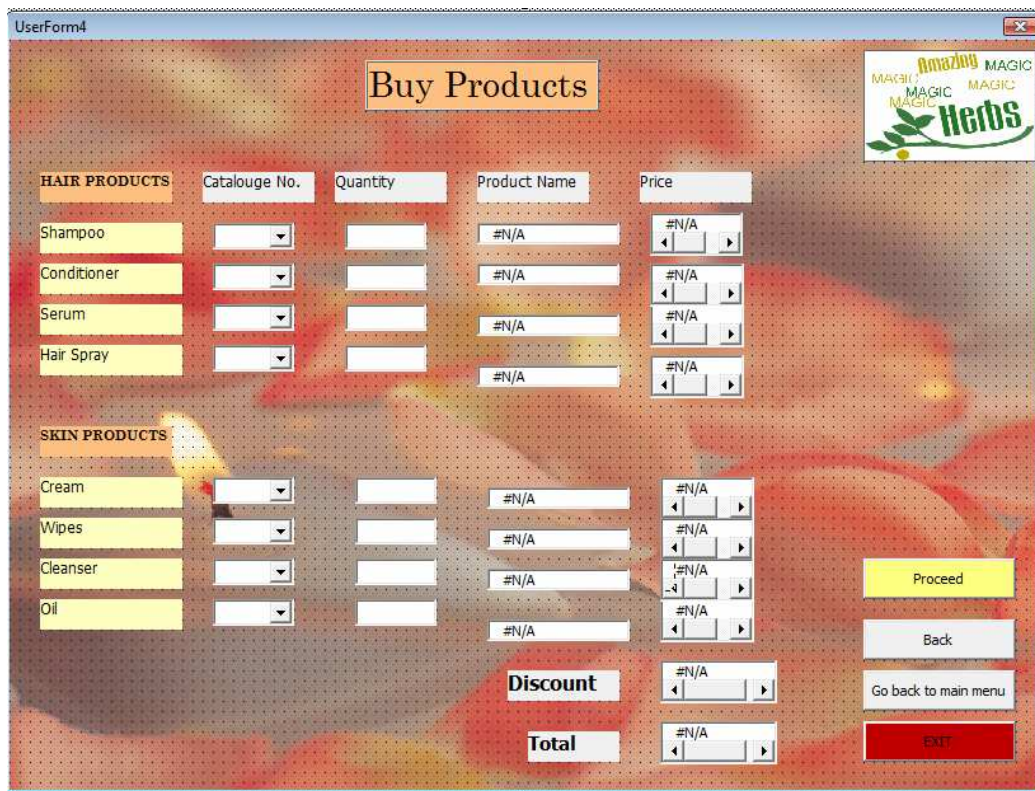 UserForm4
Buy Products
Amazing MAGIC
MAGIC MAGIC
MAGIC
MAGIC
Herbs
HAIR PRODUCTS Catalouge No. Quantity Product Name Price
Shampoo #N/A #N/A
Conditioner #N/A #N/A
Serum #N/A #N/A
Hair Spray #N/A #N/A
SKIN PRODUCTS
Cream #N/A #N/A
Wipes #N/A #N/A
Cleanser #N/A #N/A
Proceed
Oil #N/A #N/A
Back
Discount #N/A
Go back to main menu
Total #N/A
EXIT